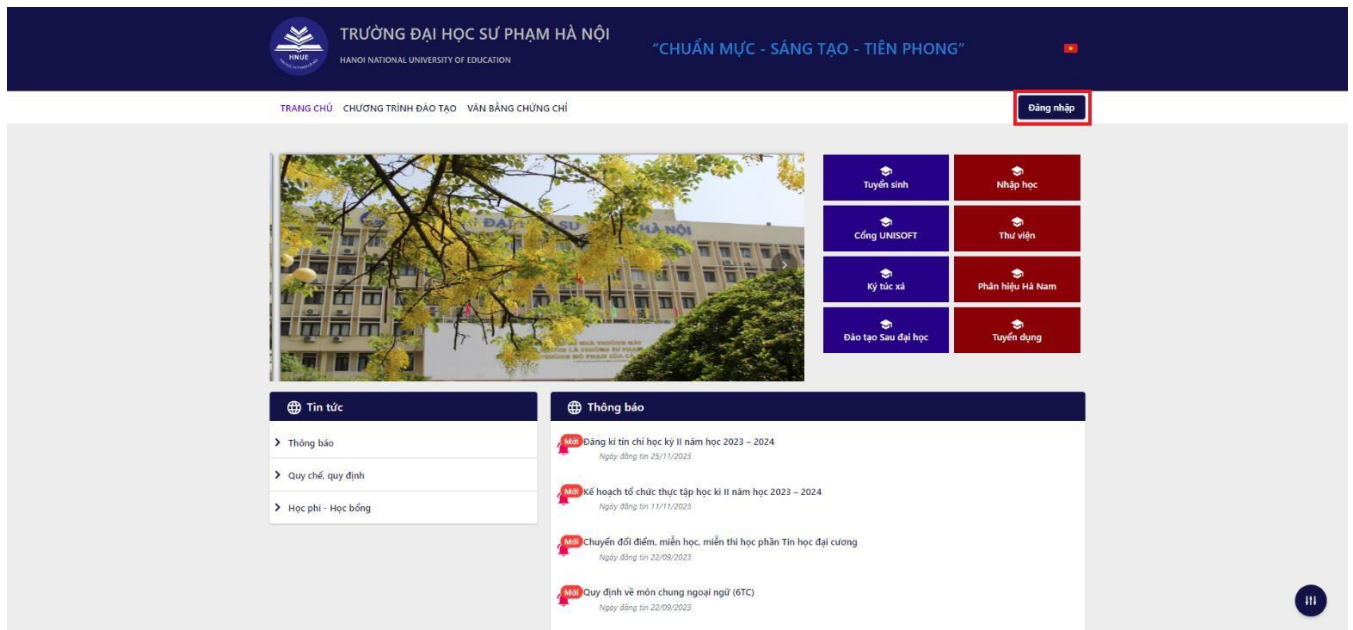 TRƯỜNG ĐẠI HỌC SƯ PHẠM HÀ NỘI
HANOI NATIONAL UNIVERSITY OF EDUCATION
"CHUẨN MỰC - SÁNG TẠO - TIÊN PHONG"
HNUE
TRANG CHỦ CHƯƠNG TRÌNH ĐÀO TẠO VĂN BẰNG CHỨNG CHỈ
Đăng nhập
HÀ NỘI
Tuyển sinh
Nhập học
Cổng UNISOFT
Thư viện
Ký túc xá
Phân hiệu Hà Nam
Đào tạo Sau đại học
Tuyển dụng
Tin tức
Thông báo
Quy chế, quy định
Học phí - Học bổng
Thông báo
Mới Đăng kí tín chỉ học kỳ II năm học 2023 – 2024
Ngày đăng tin 25/11/2023
Mới Kế hoạch tổ chức thực tập học kì II năm học 2023 – 2024
Ngày đăng tin 11/11/2023
Mới Chuyển đổi điểm, miễn học, miễn thi học phần Tin học đại cương
Ngày đăng tin 22/09/2023
Mới Quy định về môn chung ngoại ngữ (6TC)
Ngày đăng tin 22/09/2023